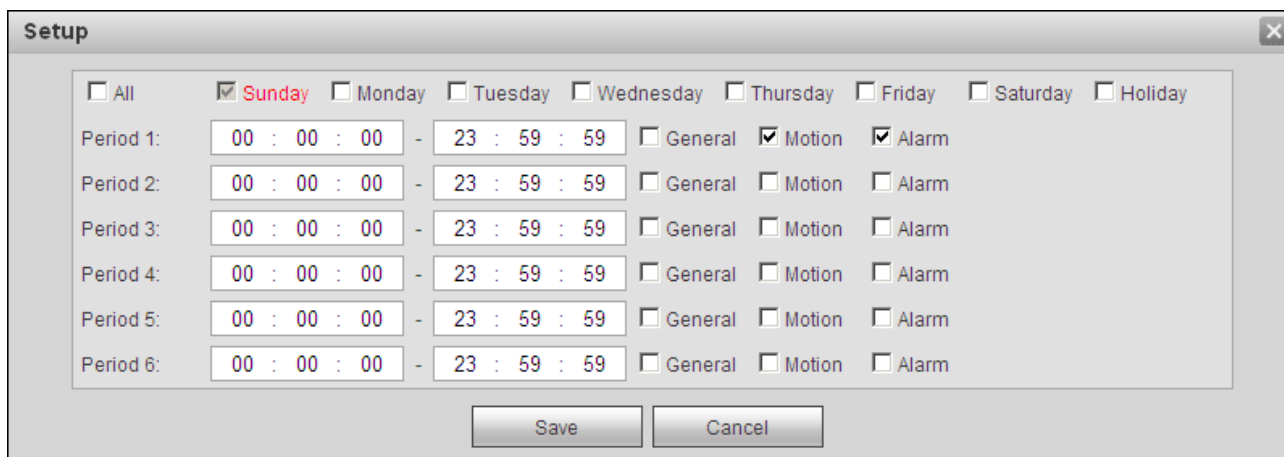 Setup
All Sunday Monday Tuesday Wednesday Thursday Friday Saturday Holiday
Period 1: 00 : 00 : 00 - 23 : 59 : 59 General Motion Alarm
Period 2: 00 : 00 : 00 - 23 : 59 : 59 General Motion Alarm
Period 3: 00 : 00 : 00 - 23 : 59 : 59 General Motion Alarm
Period 4: 00 : 00 : 00 - 23 : 59 : 59 General Motion Alarm
Period 5: 00 : 00 : 00 - 23 : 59 : 59 General Motion Alarm
Period 6: 00 : 00 : 00 - 23 : 59 : 59 General Motion Alarm
Save Cancel